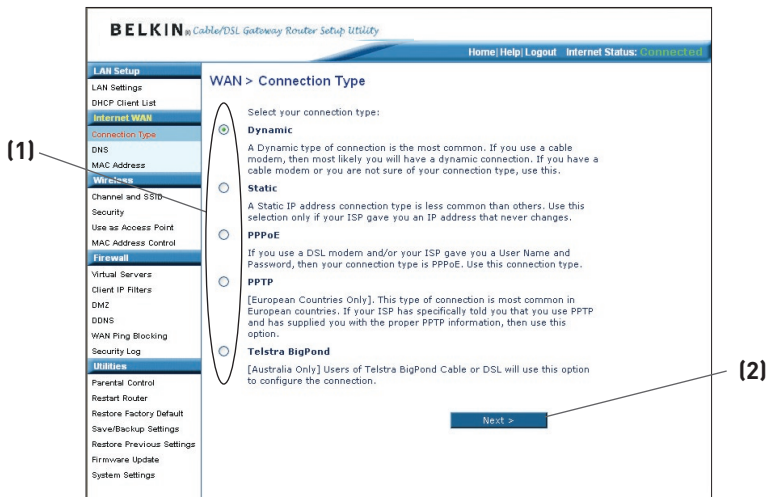 BELKIN® Cable/DSL Gateway Router Setup Utility
Home| Help| Logout Internet Status: Connected
LAN Setup
LAN Settings
DHCP Client List
Internet WAN
Connection Type
DNS
MAC Address
Wireless
Channel and SSID
Security
Use as Access Point
MAC Address Control
Firewall
Virtual Servers
Client IP Filters
DMZ
DDNS
WAN Ping Blocking
Security Log
Utilities
Parental Control
Restart Router
Restore Factory Default
Save/Backup Settings
Restore Previous Settings
Firmware Update
System Settings
WAN > Connection Type
Select your connection type:
Dynamic
A Dynamic type of connection is the most common. If you use a cable
modem, then most likely you will have a dynamic connection. If you have a
cable modem or you are not sure of your connection type, use this.
Static
A Static IP address connection type is less common than others. Use this
selection only if your ISP gave you an IP address that never changes.
PPPoE
If you use a DSL modem and/or your ISP gave you a User Name and
Password, then your connection type is PPPoE. Use this connection type.
PPTP
[European Countries Only]. This type of connection is most common in
European countries. If your ISP has specifically told you that you use PPTP
and has supplied you with the proper PPTP information, then use this
option.
Telstra BigPond
[Australia Only] Users of Telstra BigPond Cable or DSL will use this option
to configure the connection.
Next >
(1)
(2)